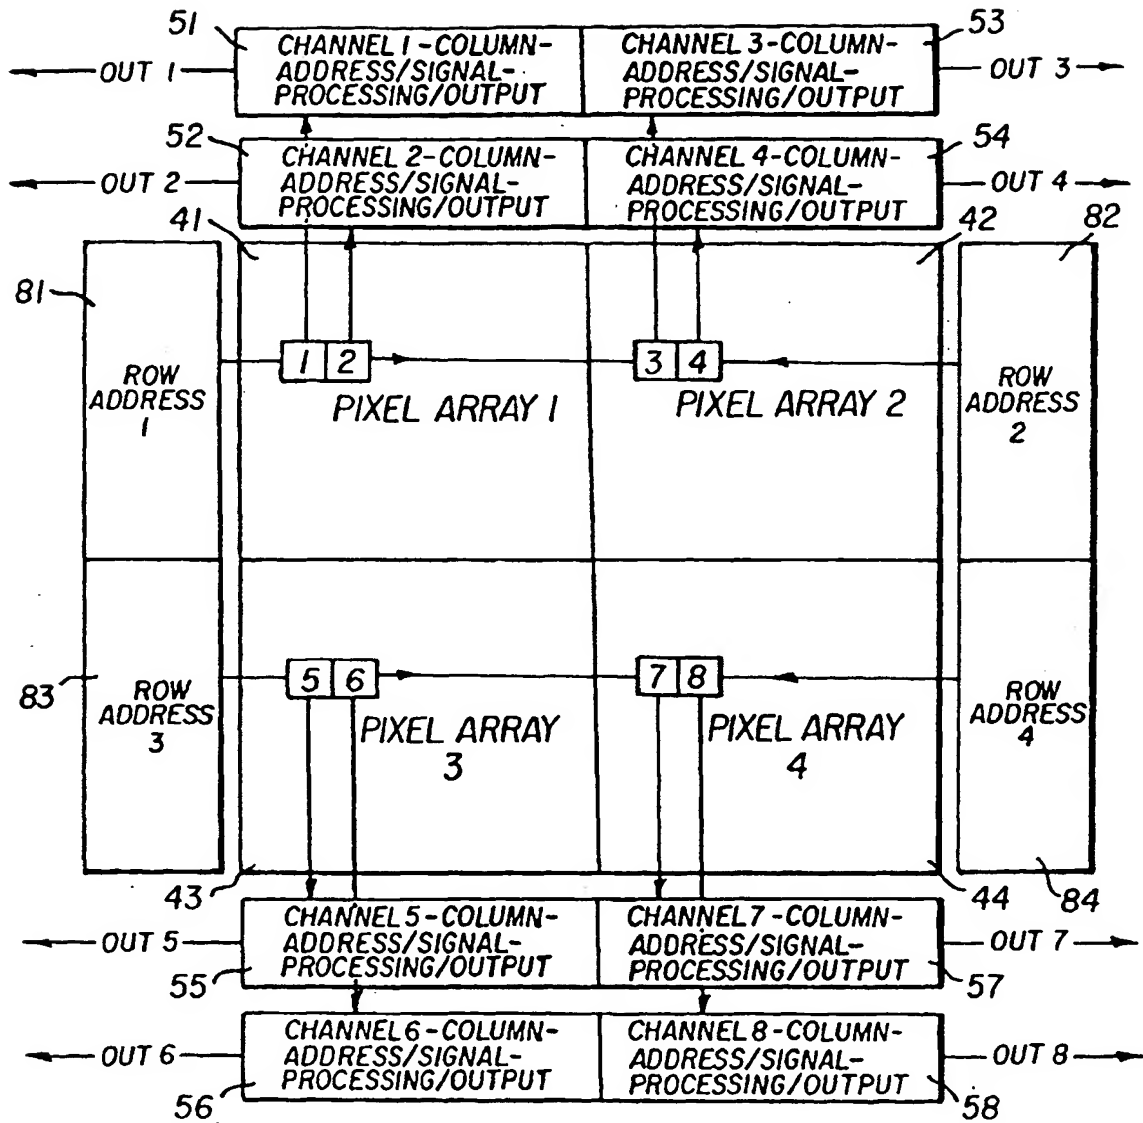 51
53
CHANNEL 1-COLUMN-
ADDRESS/SIGNAL-
PROCESSING/OUTPUT
CHANNEL 3-COLUMN-
ADDRESS/SIGNAL-
PROCESSING/OUTPUT
OUT 1
OUT 3
52
54
CHANNEL 2-COLUMN-
ADDRESS/SIGNAL-
PROCESSING/OUTPUT
CHANNEL 4-COLUMN-
ADDRESS/SIGNAL-
PROCESSING/OUTPUT
OUT 2
OUT 4
41
42
82
81
1 2
3 4
ROW
ADDRESS
1
PIXEL ARRAY 1
PIXEL ARRAY 2
ROW
ADDRESS
2
5 6
7 8
83
ROW
ADDRESS
3
PIXEL ARRAY
3
PIXEL ARRAY
4
ROW
ADDRESS
4
43
44
84
CHANNEL 5-COLUMN-
ADDRESS/SIGNAL-
PROCESSING/OUTPUT
CHANNEL 7-COLUMN-
ADDRESS/SIGNAL-
PROCESSING/OUTPUT
OUT 5
OUT 7
55
57
CHANNEL 6-COLUMN-
ADDRESS/SIGNAL-
PROCESSING/OUTPUT
CHANNEL 8-COLUMN-
ADDRESS/SIGNAL-
PROCESSING/OUTPUT
OUT 6
OUT 8
56
58